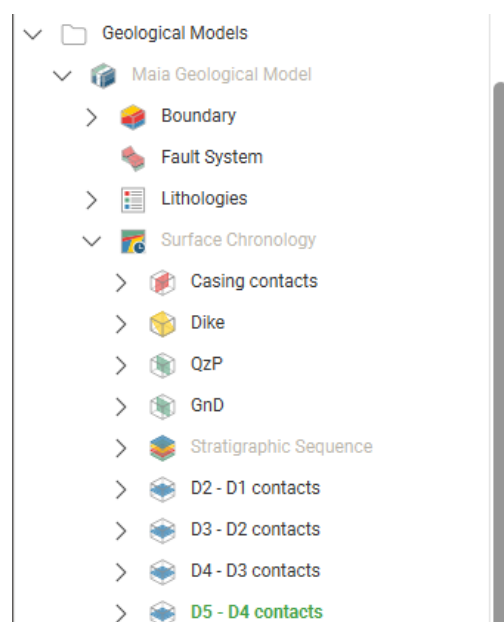 Geological Models
Maia Geological Model
Boundary
Fault System
Lithologies
Surface Chronology
Casing contacts
Dike
QzP
GnD
Stratigraphic Sequence
D2 - D1 contacts
D3 - D2 contacts
D4 - D3 contacts
D5 - D4 contacts